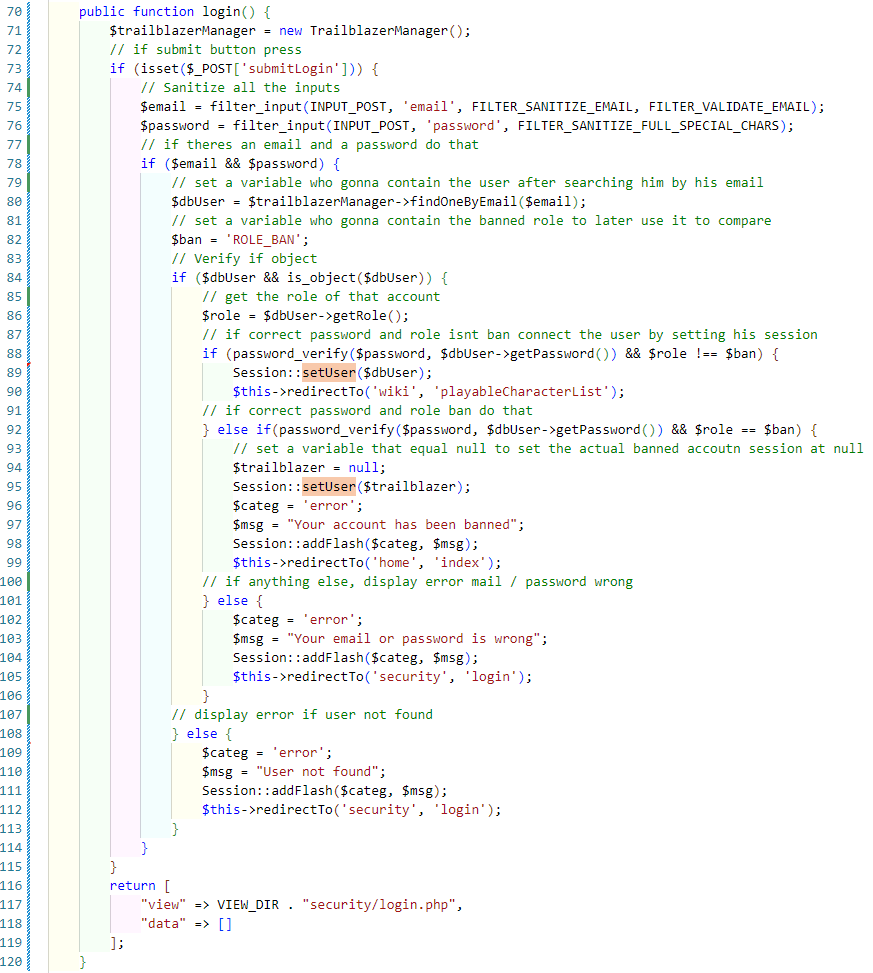 70 public function login() {
71 $trailblazerManager = new TrailblazerManager();
72 // if submit button press
73 if (isset($_POST['submitLogin'])) {
74 // Sanitize all the inputs
75 $email = filter_input(INPUT_POST, 'email', FILTER_SANITIZE_EMAIL, FILTER_VALIDATE_EMAIL);
76 $password = filter_input(INPUT_POST, 'password', FILTER_SANITIZE_FULL_SPECIAL_CHARS);
77 // if theres an email and a password do that
78 if ($email && $password) {
79 // set a variable who gonna contain the user after searching him by his email
80 $dbUser = $trailblazerManager->findOneByEmail($email);
81 // set a variable who gonna contain the banned role to later use it to compare
82 $ban = 'ROLE_BAN';
83 // Verify if object
84 if ($dbUser && is_object($dbUser)) {
85 // get the role of that account
86 $role = $dbUser->getRole();
87 // if correct password and role isnt ban connect the user by setting his session
88 if (password_verify($password, $dbUser->getPassword()) && $role !== $ban) {
89 Session::setUser($dbUser);
90 $this->redirectTo('wiki', 'playableCharacterList');
91 // if correct password and role ban do that
92 } else if(password_verify($password, $dbUser->getPassword()) && $role == $ban) {
93 // set a variable that equal null to set the actual banned accoutn session at null
94 $trailblazer = null;
95 Session::setUser($trailblazer);
96 $categ = 'error';
97 $msg = "Your account has been banned";
98 Session::addFlash($categ, $msg);
99 $this->redirectTo('home', 'index');
100 // if anything else, display error mail / password wrong
101 } else {
102 $categ = 'error';
103 $msg = "Your email or password is wrong";
104 Session::addFlash($categ, $msg);
105 $this->redirectTo('security', 'login');
106 }
107 // display error if user not found
108 } else {
109 $categ = 'error';
110 $msg = "User not found";
111 Session::addFlash($categ, $msg);
112 $this->redirectTo('security', 'login');
113 }
114 }
115 }
116 return [
117 "view" => VIEW_DIR . "security/login.php",
118 "data" => []
119 ];
120 }